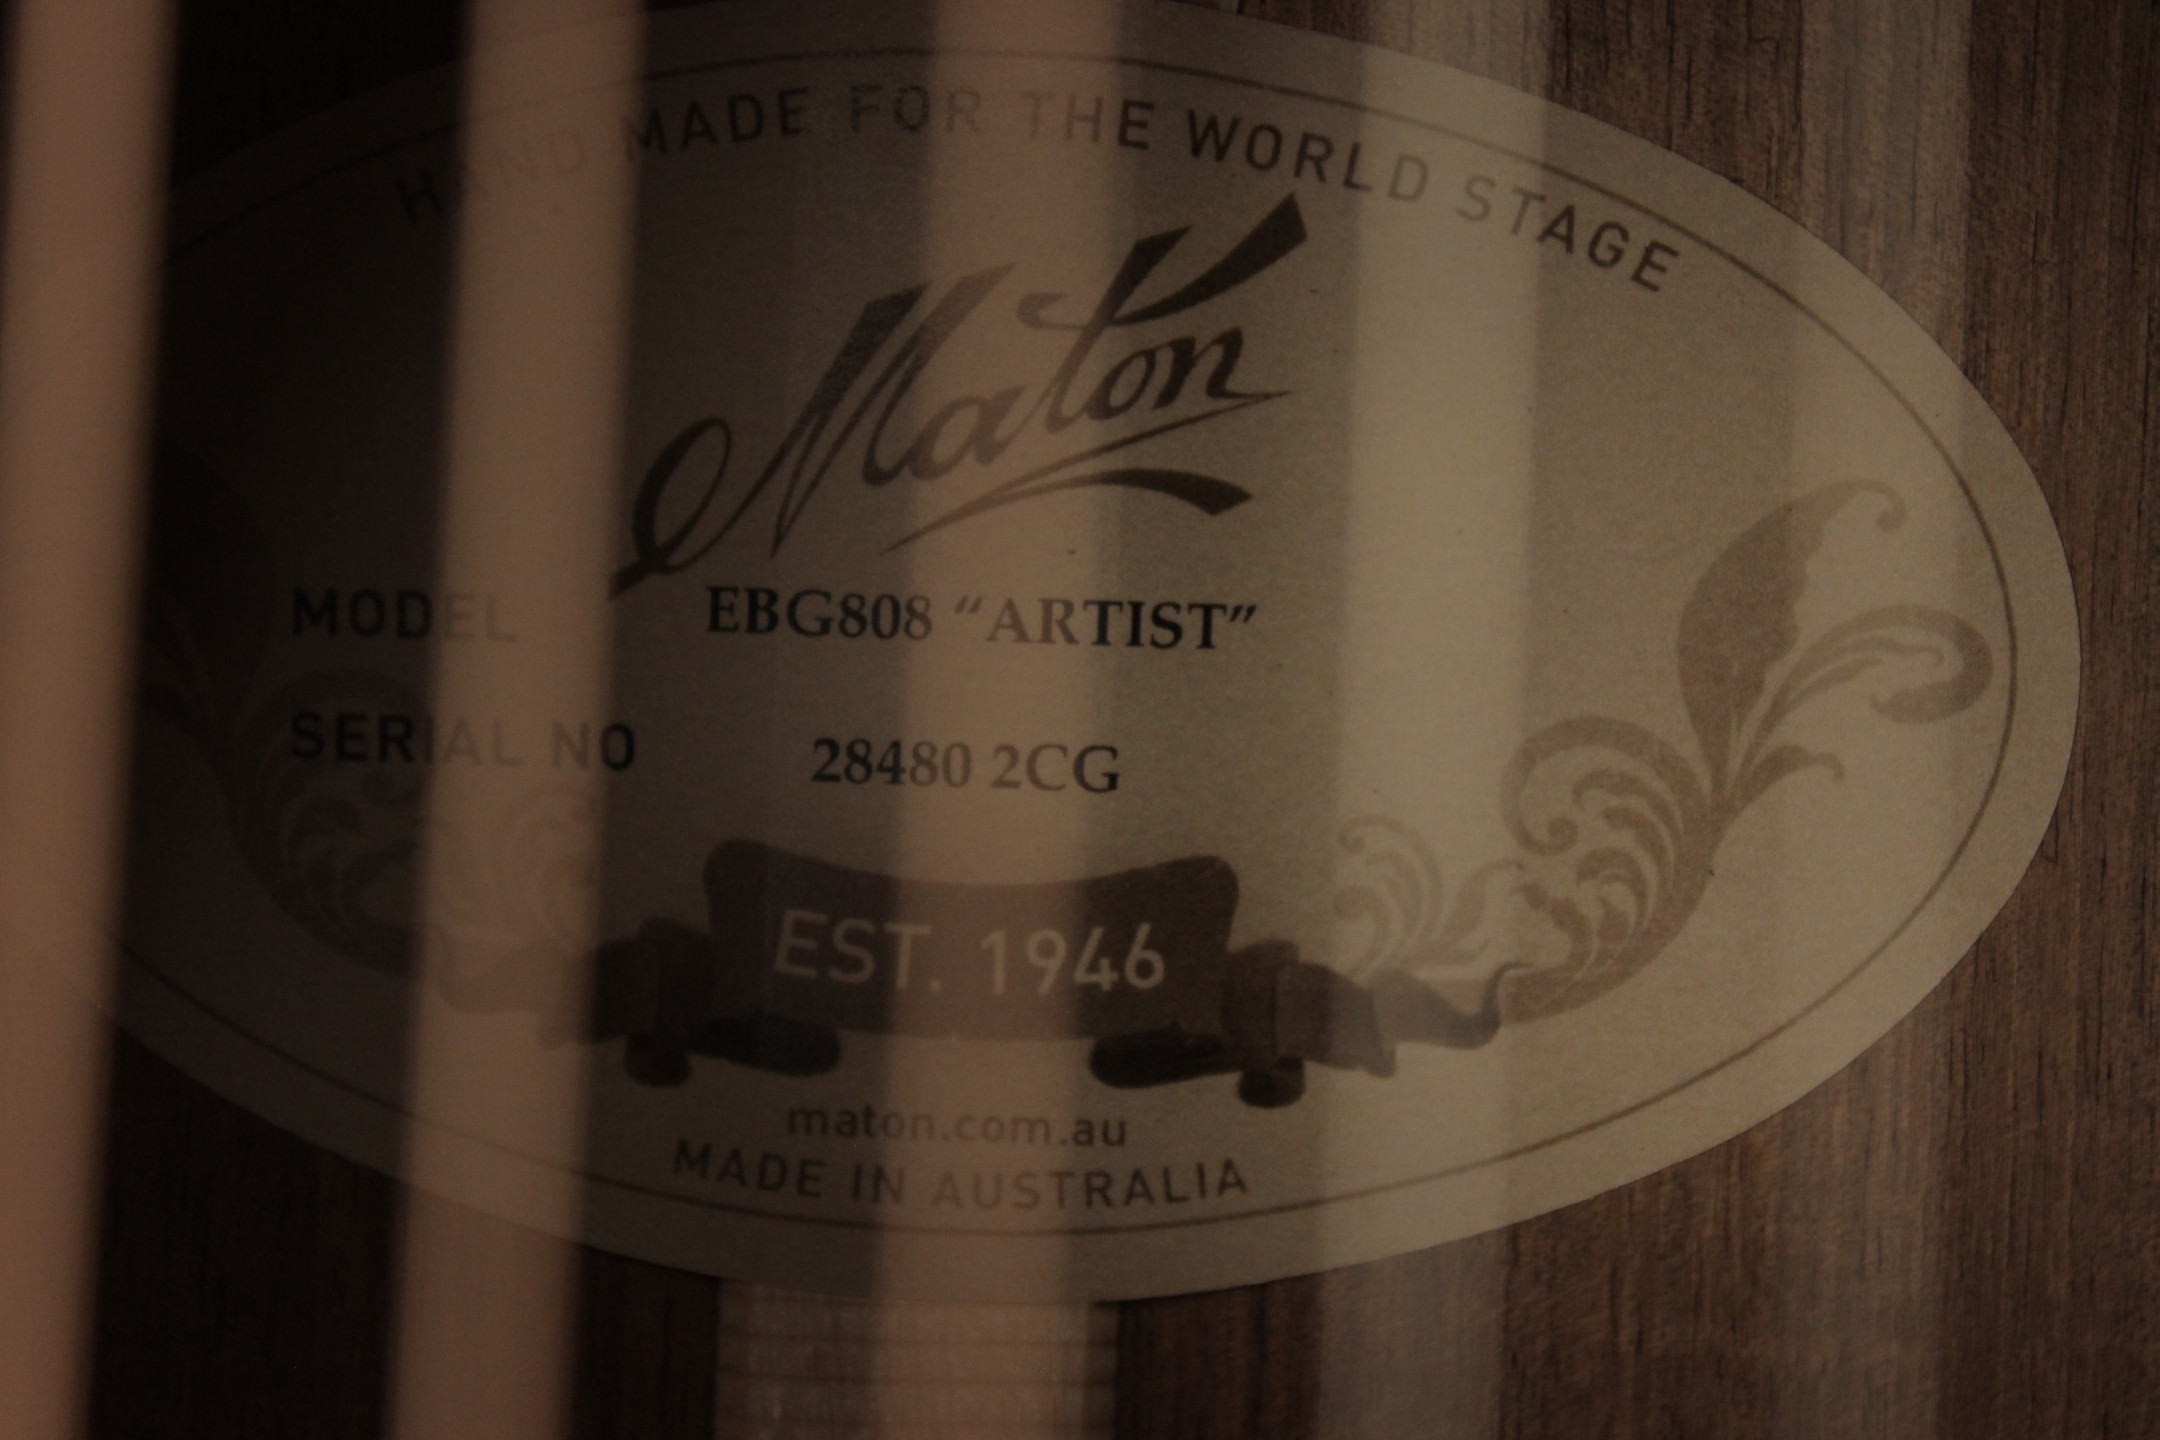 HAND MADE FOR THE WORLD STAGE
Maton
MODEL EBG808 “ARTIST”
SERIAL NO 28480 2CG
EST. 1946
maton.com.au
MADE IN AUSTRALIA